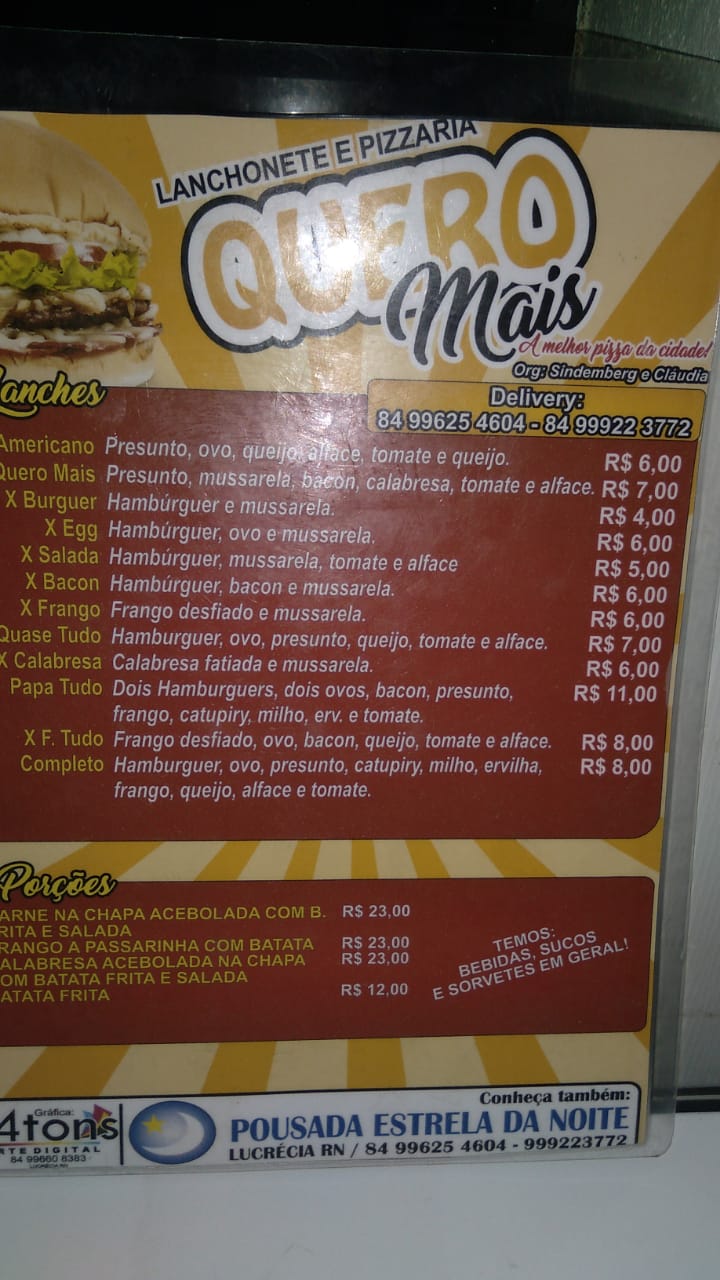 LANCHONETE E PIZZARIA
QUERO
Mais
A melhor pizza da cidade!
Org: Sindemberg e Cláudia
Lanches
Delivery:
84 99625 4604 - 84 99922 3772
Americano Presunto, ovo, queijo, alface, tomate e queijo. R$ 6,00
Quero Mais Presunto, mussarela, bacon, calabresa, tomate e alface. R$ 7,00
X Burguer Hambúrguer e mussarela. R$ 4,00
X Egg Hambúrguer, ovo e mussarela. R$ 6,00
X Salada Hambúrguer, mussarela, tomate e alface R$ 5,00
X Bacon Hambúrguer, bacon e mussarela. R$ 6,00
X Frango Frango desfiado e mussarela. R$ 6,00
Quase Tudo Hamburguer, ovo, presunto, queijo, tomate e alface. R$ 7,00
X Calabresa Calabresa fatiada e mussarela. R$ 6,00
Papa Tudo Dois Hamburguers, dois ovos, bacon, presunto, R$ 11,00
frango, catupiry, milho, erv. e tomate.
X F. Tudo Frango desfiado, ovo, bacon, queijo, tomate e alface. R$ 8,00
Completo Hamburguer, ovo, presunto, catupiry, milho, ervilha, R$ 8,00
frango, queijo, alface e tomate.
Porções
ARNE NA CHAPA ACEBOLADA COM B. R$ 23,00
RITA E SALADA
RANGO A PASSARINHA COM BATATA R$ 23,00
ALABRESA ACEBOLADA NA CHAPA R$ 23,00
OM BATATA FRITA E SALADA
ATATA FRITA R$ 12,00
TEMOS:
BEBIDAS, SUCOS
E SORVETES EM GERAL!
Gráfica:
4tons
RTE DIGITAL
84 99660 8383
LUCRÉCIA RN
Conheça também:
POUSADA ESTRELA DA NOITE
LUCRÉCIA RN / 84 99625 4604 - 999223772